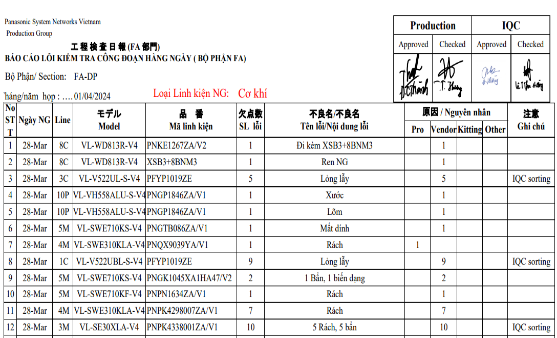 Panasonic System Networks Vietnam
Production Group
工程検査日報 (FA 部門)
BÁO CÁO LỖI KIỂM TRA CÔNG ĐOẠN HÀNG NGÀY ( BỘ PHẬN FA)
Bộ Phận/ Section: FA-DP
háng/năm họp : .... 01/04/2024 Loại Linh kiện NG: Cơ khí
Production IQC
Approved Checked Approved Checked
No STT Ngày NG Line モデル Model 品 番 Mã linh kiện 欠点数 SL lỗi 不良名/不良名 Tên lỗi/Nội dung lỗi 原因 / Nguyên nhân 注意 Ghi chú
Pro Vendor Kitting Other
1 28-Mar 8C VL-WD813R-V4 PNKE1267ZA/V2 1 Đi kèm XSB3+8BNM3 1
2 28-Mar 8C VL-WD813R-V4 XSB3+8BNM3 1 Ren NG 1
3 28-Mar 3C VL-V522UL-S-V4 PFYP1019ZE 5 Lòng lẫy 5 IQC sorting
4 28-Mar 10P VL-VH558ALU-S-V4 PNGP1846ZA/V1 1 Xước 1
5 28-Mar 10P VL-VH558ALU-S-V4 PNGP1846ZA/V1 1 Lõm 1
6 28-Mar 5M VL-SWE710KS-V4 PNGTB086ZA/V1 1 Mất dính 1
7 28-Mar 4M VL-SWE310KLA-V4 PNQX9039YA/V1 1 Rách 1
8 28-Mar 1C VL-V522UBL-S-V4 PFYP1019ZE 9 Lòng lẫy 9 IQC sorting
9 28-Mar 5M VL-SWE710KS-V4 PNGK1045XA1HA47/V2 2 1 Bẩn, 1 biến dạng 2
10 28-Mar 5M VL-SWE710KF-V4 PNPN1634ZA/V1 1 Rách 1
11 28-Mar 4M VL-SWE310KLA-V4 PNPK4298007ZA/V1 7 Rách 7
12 28-Mar 3M VL-SE30XLA-V4 PNPK4338001ZA/V1 10 5 Rách, 5 bẩn 10 IQC sorting